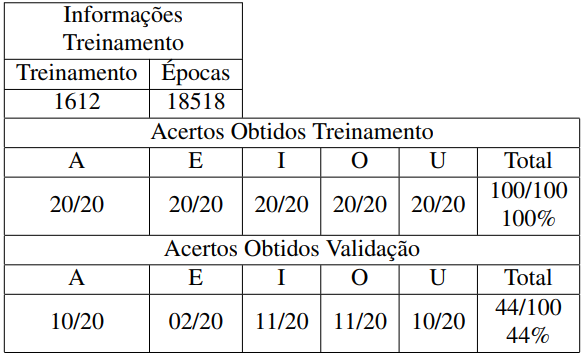 Informações
Treinamento
Treinamento Épocas
1612 18518
Acertos Obtidos Treinamento
A E I O U Total
20/20 20/20 20/20 20/20 20/20 100/100
100%
Acertos Obtidos Validação
A E I O U Total
10/20 02/20 11/20 11/20 10/20 44/100
44%